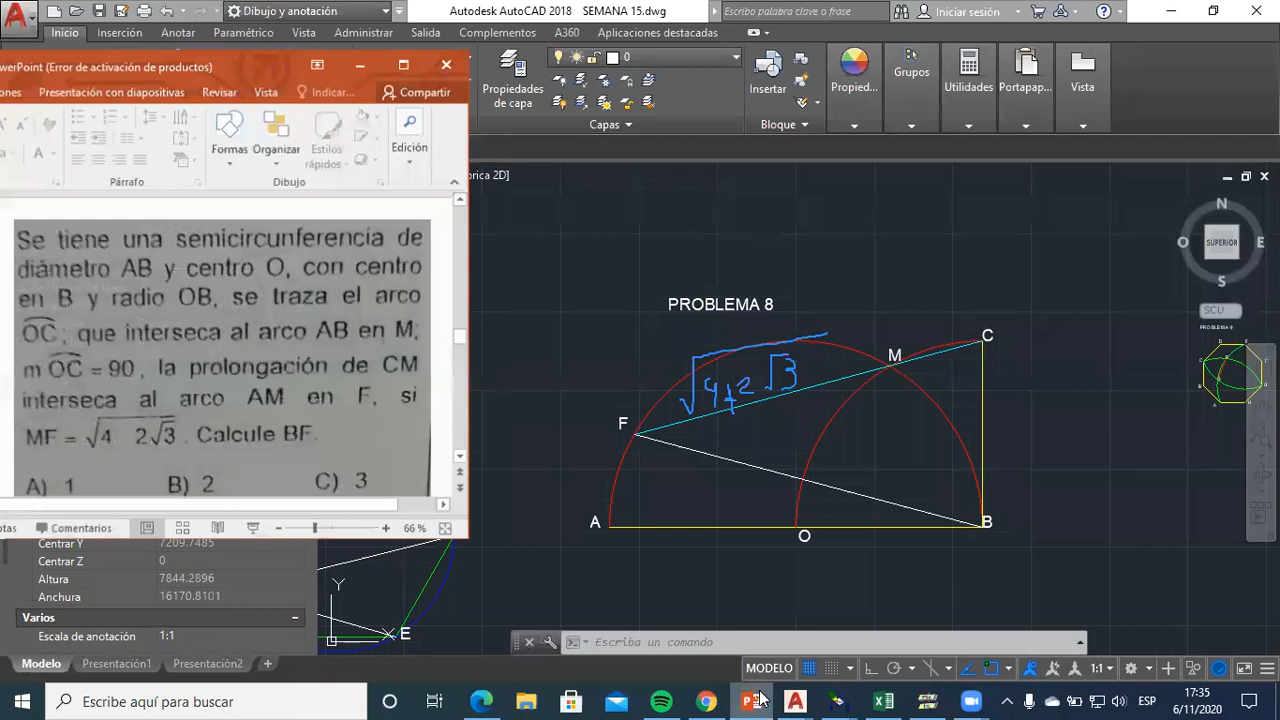 Dibujo y anotación
Autodesk AutoCAD 2018 SEMANA 15.dwg
Escriba palabra clave o frase
Iniciar sesión
Inicio Inserción Anotar Paramétrico Vista Administrar Salida Complementos A360 Aplicaciones destacadas
werPoint (Error de activación de productos)
ones Presentación con diapositivas Revisar Vista Indicar... Compartir
Formas Organizar Estilos rápidos Edición
Párrafo Dibujo
Propiedades de capa
0
Capas
Insertar
Bloque
Propied...
Grupos
Utilidades
Portapap...
Vista
órica 2D]
Se tiene una semicircunferencia de
diámetro AB y centro O, con centro
en B y radio OB, se traza el arco
OC; que interseca al arco AB en M;
m OC = 90, la prolongación de CM
interseca al arco AM en F, si
MF = √4 2√3 . Calcule BF.
A) 1 B) 2 C) 3
otas Comentarios 66 %
PROBLEMA 8
√4+2√3
C
M
F
A
O
B
N
O SUPERIOR E
S
SCU
PROBLEMA 8
Centrar Y 7209.7485
Centrar Z 0
Altura 7844.2896
Anchura 16170.8101
Varios
Escala de anotación 1:1
Y
X E
Escriba un comando
Modelo Presentación1 Presentación2 +
MODELO 1:1
Escribe aquí para buscar
ESP
17:35
6/11/2020